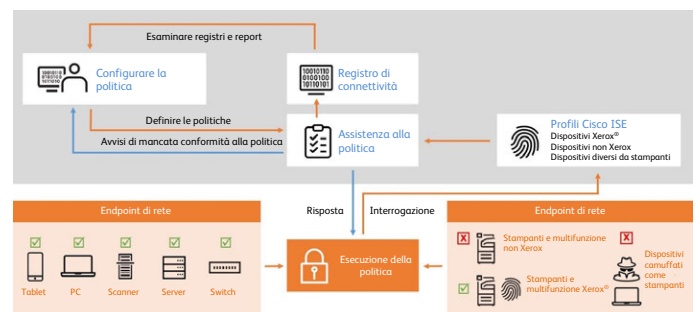 Esaminare registri e report
Configurare la
politica
10010110
0100100
10110101
Registro di
connettività
Definire le politiche
Avvisi di mancata conformità alla politica
Assistenza alla
politica
Profili Cisco ISE
Dispositivi Xerox®
Dispositivi non Xerox
Dispositivi diversi da stampanti
Endpoint di rete
Tablet
PC
Scanner
Server
Switch
Risposta
Interrogazione
Esecuzione della
politica
Endpoint di rete
X
Stampanti e multifunzione
non Xerox
X
Dispositivi
camuffati
come
stampanti
Stampanti e
multifunzione Xerox®